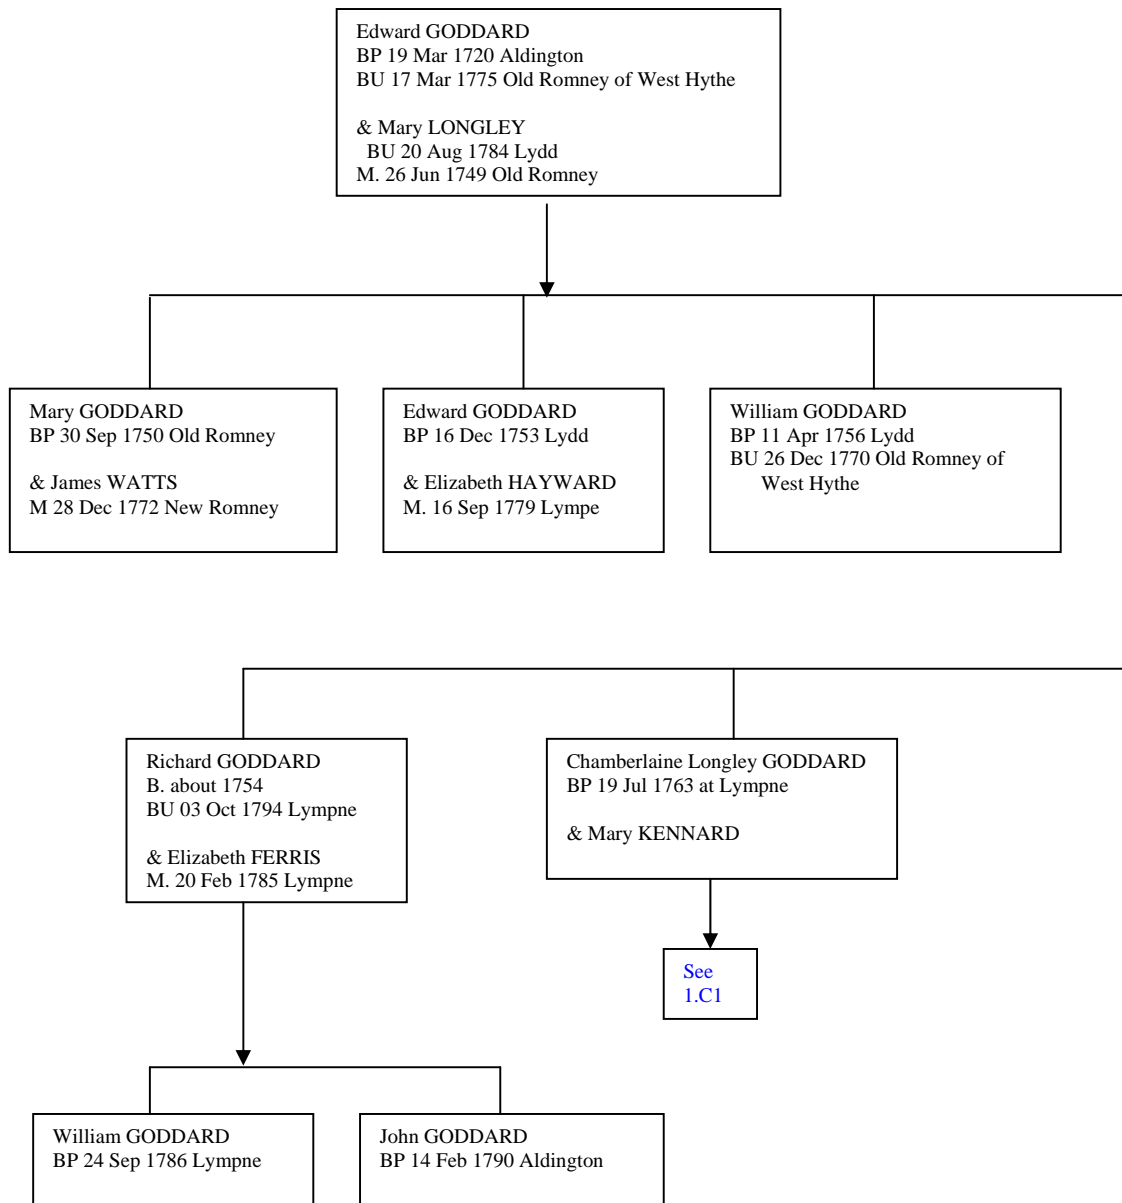 Edward GODDARD
BP 19 Mar 1720 Aldington
BU 17 Mar 1775 Old Romney of West Hythe
& Mary LONGLEY
BU 20 Aug 1784 Lydd
M. 26 Jun 1749 Old Romney
Mary GODDARD
BP 30 Sep 1750 Old Romney
& James WATTS
M 28 Dec 1772 New Romney
Edward GODDARD
BP 16 Dec 1753 Lydd
& Elizabeth HAYWARD
M. 16 Sep 1779 Lympe
William GODDARD
BP 11 Apr 1756 Lydd
BU 26 Dec 1770 Old Romney of
West Hythe
Richard GODDARD
B. about 1754
BU 03 Oct 1794 Lympne
& Elizabeth FERRIS
M. 20 Feb 1785 Lympne
Chamberlaine Longley GODDARD
BP 19 Jul 1763 at Lympne
& Mary KENNARD
See
1.C1
William GODDARD
BP 24 Sep 1786 Lympne
John GODDARD
BP 14 Feb 1790 Aldington